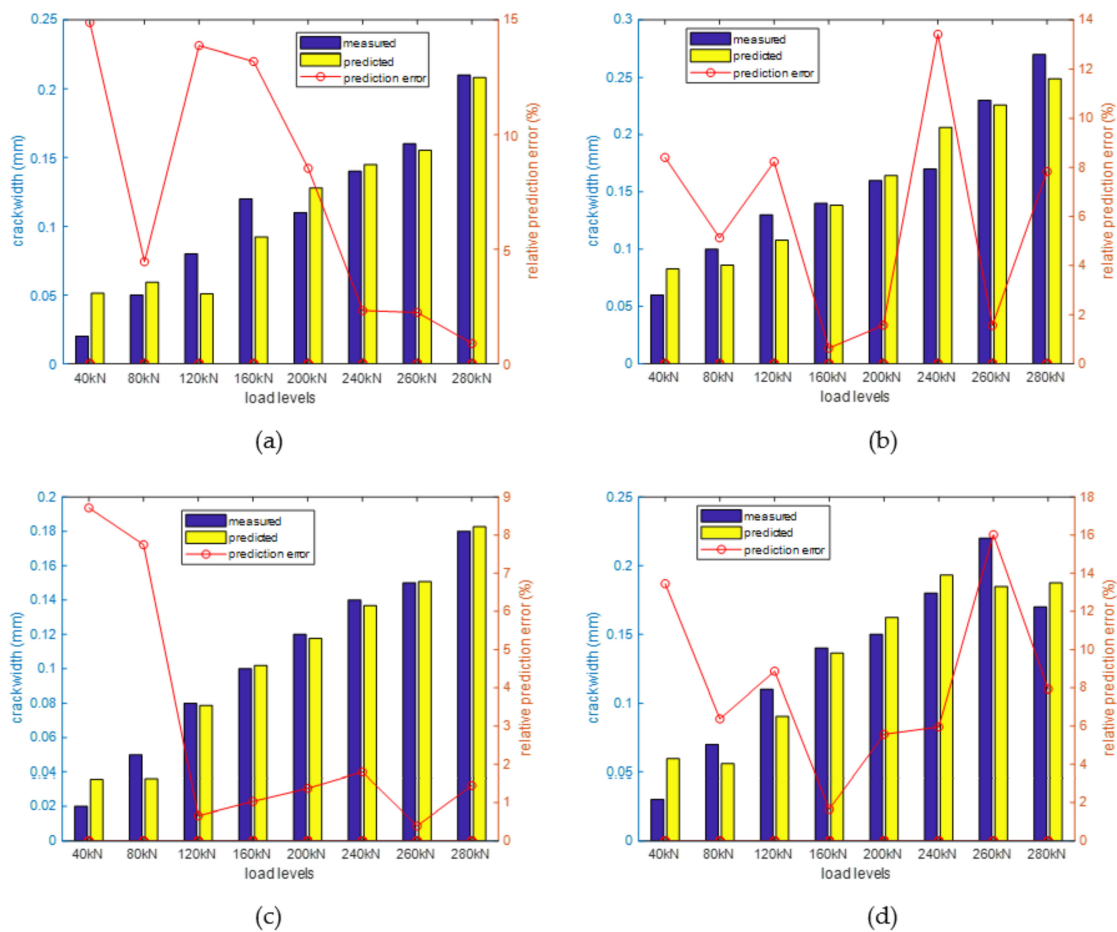 0.25
0.2
0.15
0.1
0.05
0
crackwidth (mm)
measured
predicted
prediction error
15
10
5
0
relative prediction error (%)
40kN 80kN 120kN 160kN 200kN 240kN 260kN 280kN
load levels
(a)
0.3
0.25
0.2
0.15
0.1
0.05
0
crackwidth (mm)
measured
predicted
prediction error
14
12
10
8
6
4
2
0
relative prediction error (%)
40kN 80kN 120kN 160kN 200kN 240kN 260kN 280kN
load levels
(b)
0.2
0.18
0.16
0.14
0.12
0.1
0.08
0.06
0.04
0.02
0
crackwidth (mm)
measured
predicted
prediction error
9
8
7
6
5
4
3
2
1
0
relative prediction error (%)
40kN 80kN 120kN 160kN 200kN 240kN 260kN 280kN
load levels
(c)
0.25
0.2
0.15
0.1
0.05
0
crackwidth (mm)
measured
predicted
prediction error
18
16
14
12
10
8
6
4
2
0
relative prediction error (%)
40kN 80kN 120kN 160kN 200kN 240kN 260kN 280kN
load levels
(d)